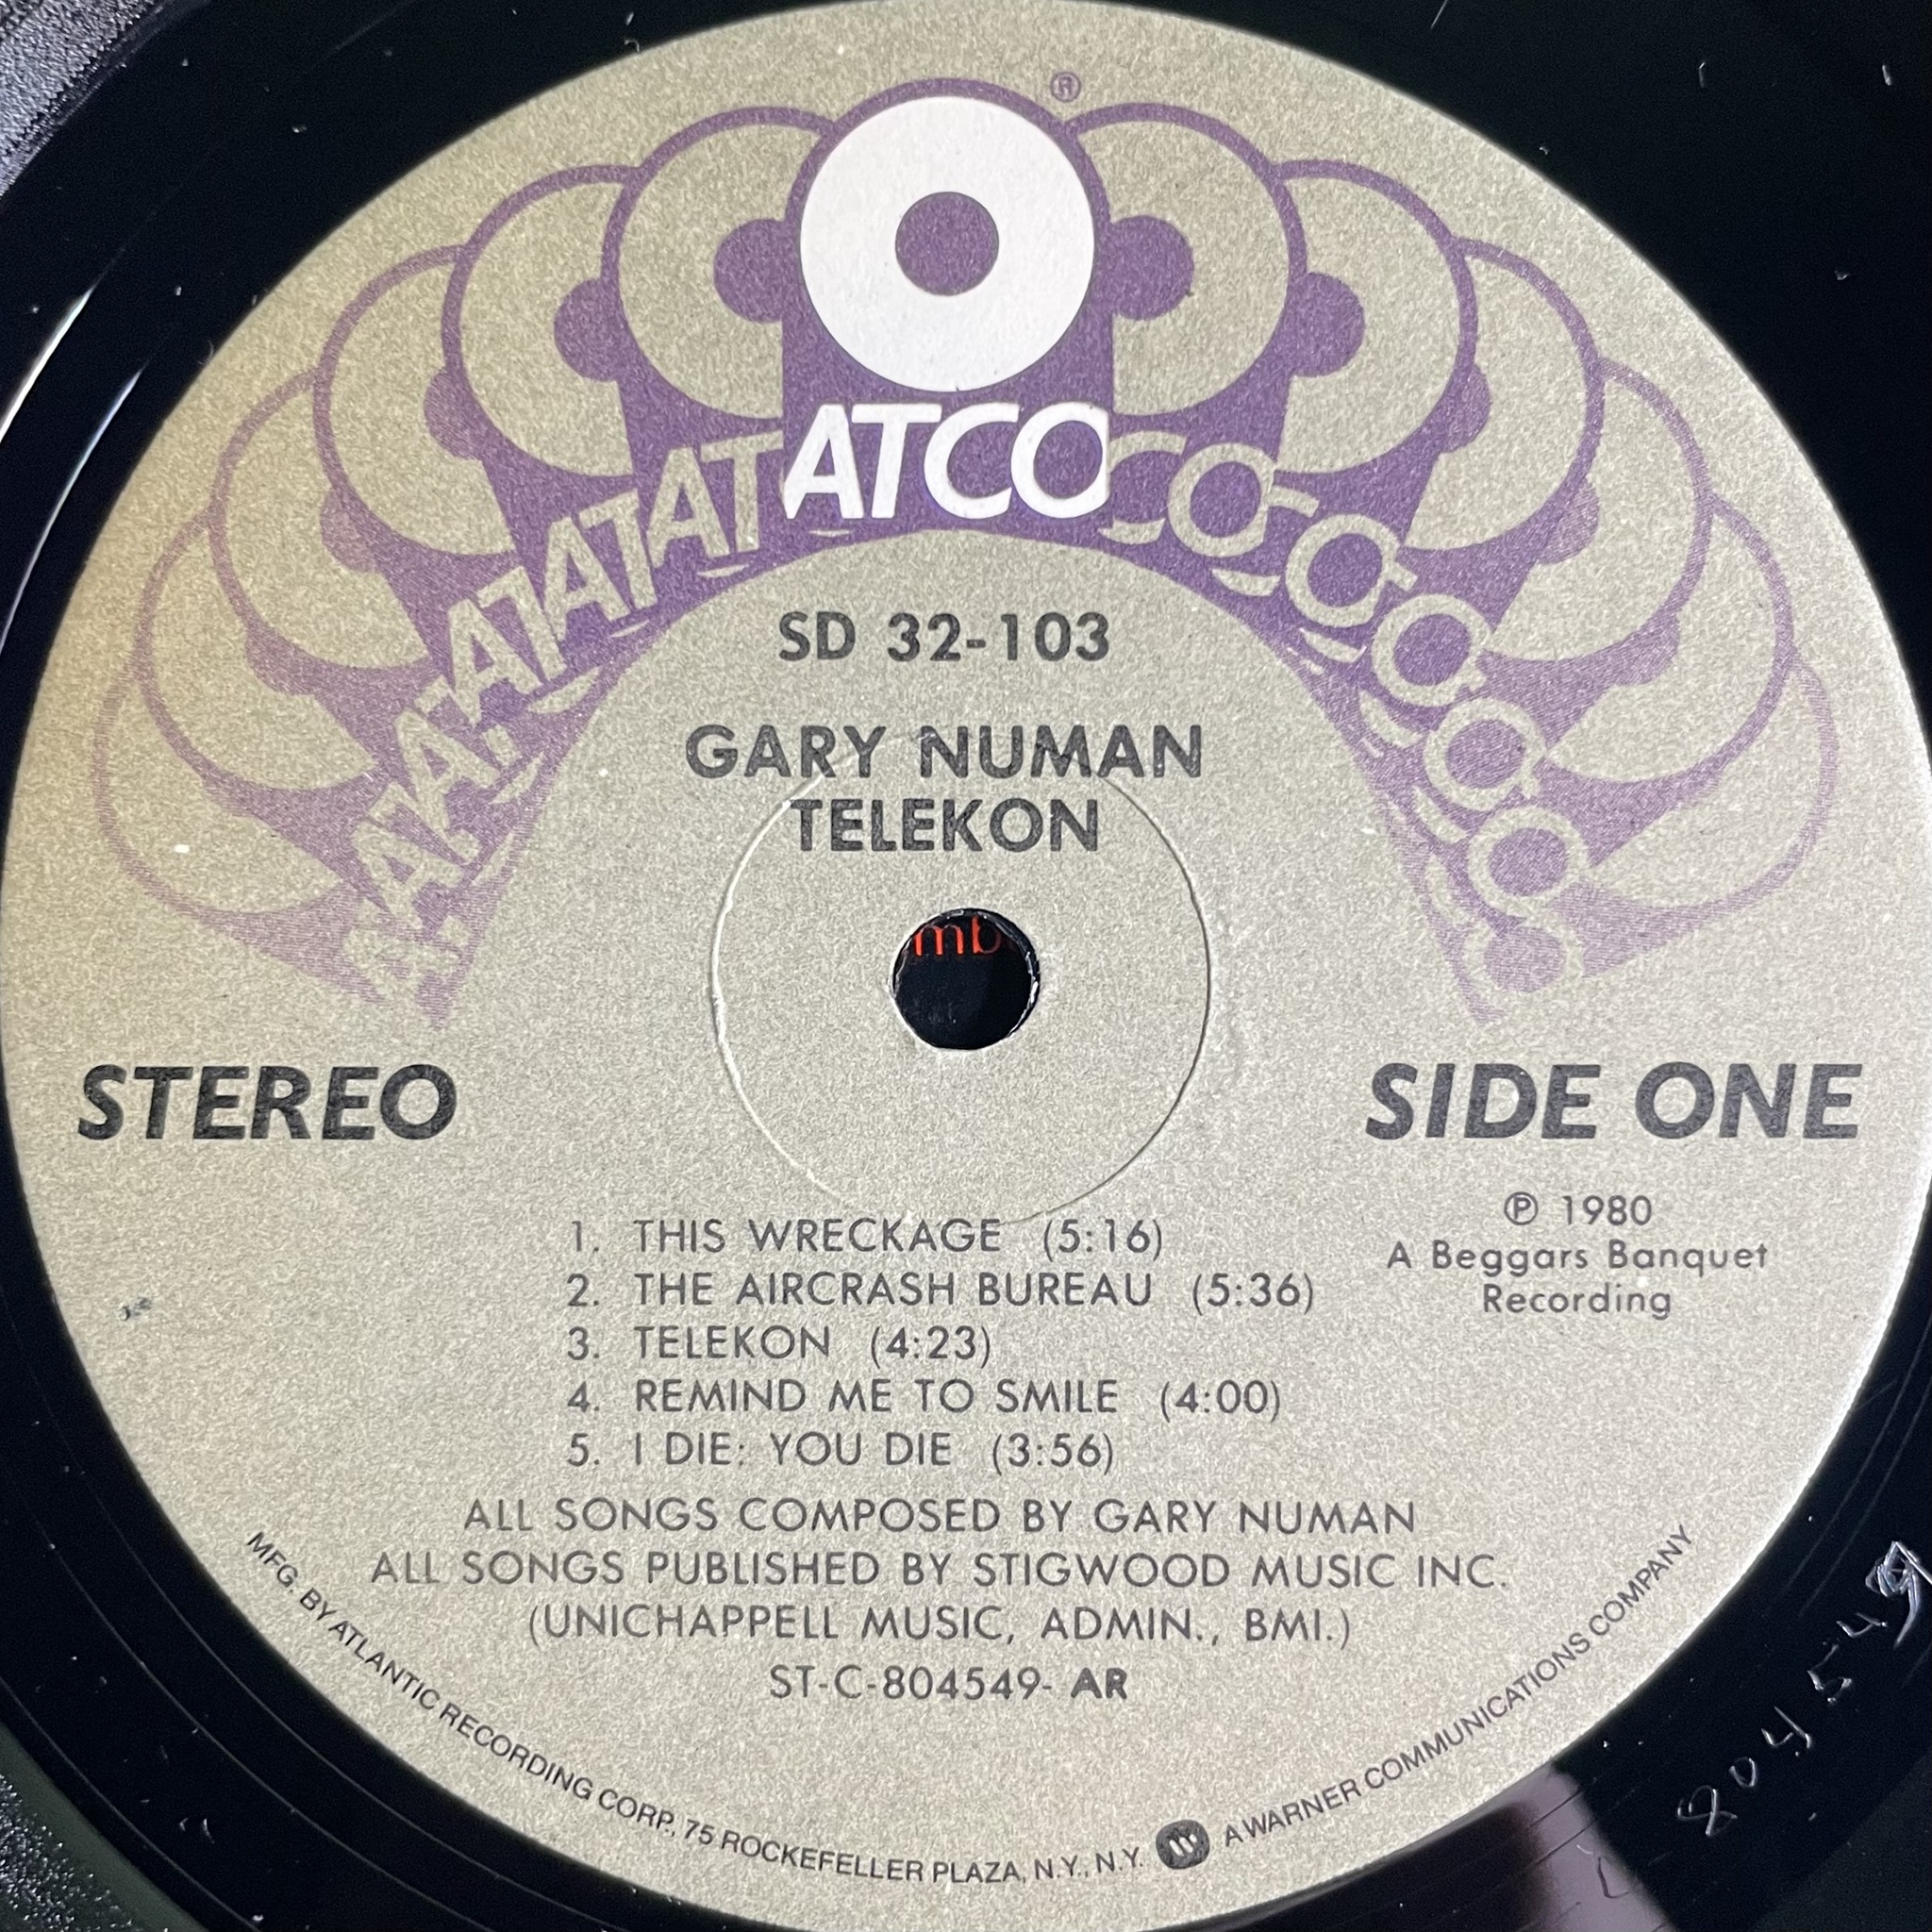 ®
ATCO
SD 32-103
GARY NUMAN
TELEKON
mb
STEREO
SIDE ONE
℗ 1980
A Beggars Banquet
Recording
1. THIS WRECKAGE (5:16)
2. THE AIRCRASH BUREAU (5:36)
3. TELEKON (4:23)
4. REMIND ME TO SMILE (4:00)
5. I DIE: YOU DIE (3:56)
ALL SONGS COMPOSED BY GARY NUMAN
ALL SONGS PUBLISHED BY STIGWOOD MUSIC INC.
(UNICHAPPELL MUSIC, ADMIN., BMI.)
ST-C-804549- AR
MFG. BY ATLANTIC RECORDING CORP., 75 ROCKEFELLER PLAZA, N.Y., N.Y. A WARNER COMMUNICATIONS COMPANY
804549